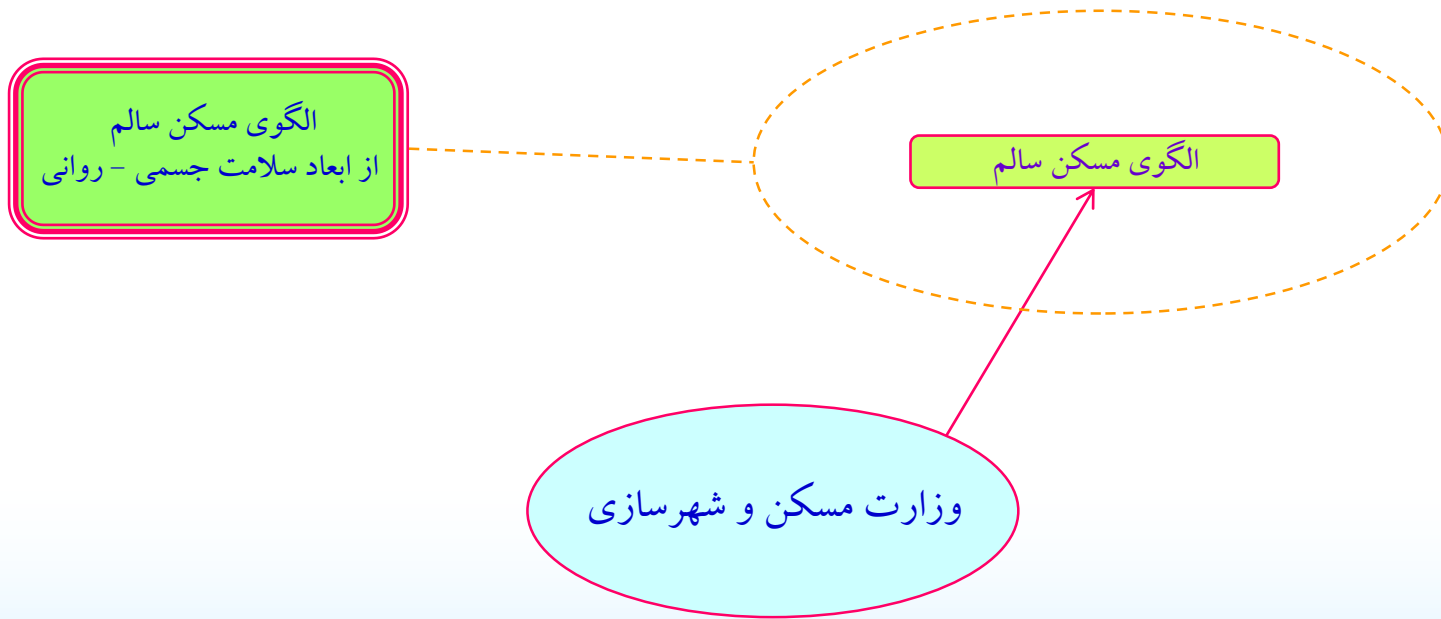 الگوی مسکن سالم
الگوی مسکن سالم
از ابعاد سلامت جسمی – روانی
وزارت مسکن و شهرسازی